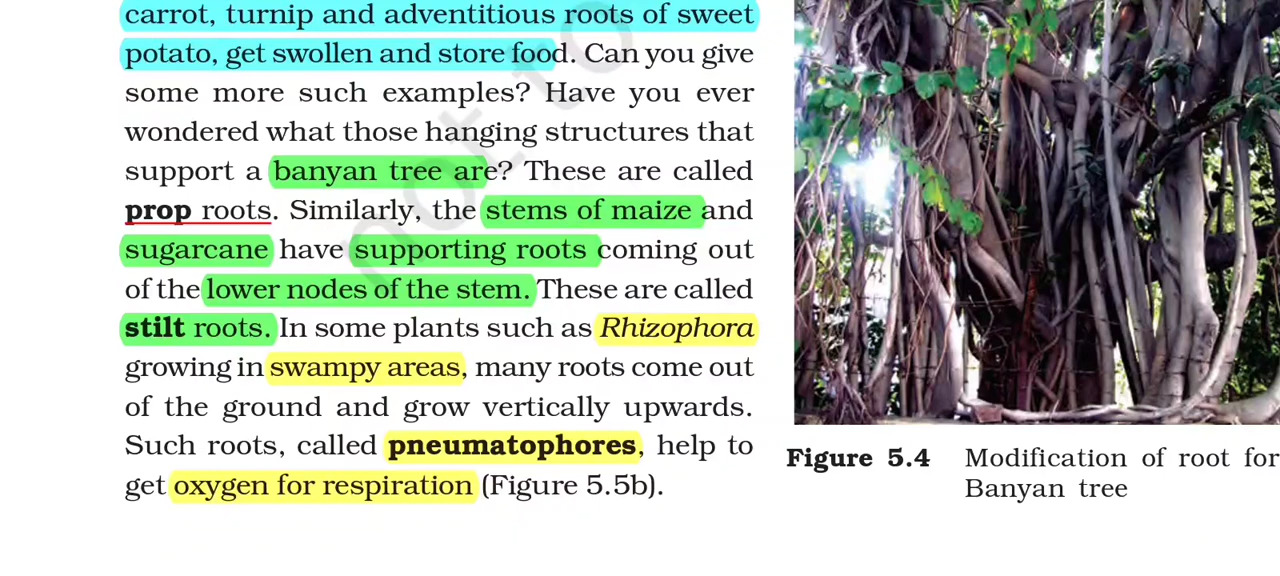 carrot, turnip and adventitious roots of sweet
potato, get swollen and store food. Can you give
some more such examples? Have you ever
wondered what those hanging structures that
support a banyan tree are? These are called
prop roots. Similarly, the stems of maize and
sugarcane have supporting roots coming out
of the lower nodes of the stem. These are called
stilt roots. In some plants such as Rhizophora
growing in swampy areas, many roots come out
of the ground and grow vertically upwards.
Such roots, called pneumatophores, help to
get oxygen for respiration (Figure 5.5b).
not to
Figure 5.4 Modification of root for
Banyan tree